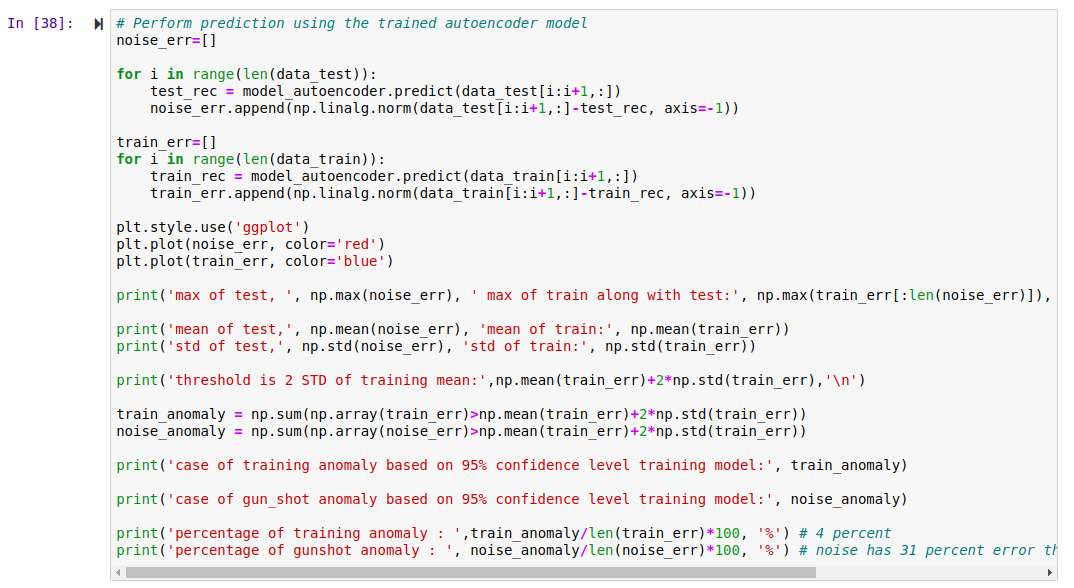 In [38]:
# Perform prediction using the trained autoencoder model
noise_err=[]
for i in range(len(data_test)):
    test_rec = model_autoencoder.predict(data_test[i:i+1,:])
    noise_err.append(np.linalg.norm(data_test[i:i+1,:]-test_rec, axis=-1))
train_err=[]
for i in range(len(data_train)):
    train_rec = model_autoencoder.predict(data_train[i:i+1,:])
    train_err.append(np.linalg.norm(data_train[i:i+1,:]-train_rec, axis=-1))
plt.style.use('ggplot')
plt.plot(noise_err, color='red')
plt.plot(train_err, color='blue')
print('max of test, ', np.max(noise_err), ' max of train along with test:', np.max(train_err[:len(noise_err)]),
print('mean of test,', np.mean(noise_err), 'mean of train:', np.mean(train_err))
print('std of test,', np.std(noise_err), 'std of train:', np.std(train_err))
print('threshold is 2 STD of training mean:',np.mean(train_err)+2*np.std(train_err),'\n')
train_anomaly = np.sum(np.array(train_err)>np.mean(train_err)+2*np.std(train_err))
noise_anomaly = np.sum(np.array(noise_err)>np.mean(train_err)+2*np.std(train_err))
print('case of training anomaly based on 95% confidence level training model:', train_anomaly)
print('case of gun_shot anomaly based on 95% confidence level training model:', noise_anomaly)
print('percentage of training anomaly : ',train_anomaly/len(train_err)*100, '%') # 4 percent
print('percentage of gunshot anomaly : ', noise_anomaly/len(noise_err)*100, '%') # noise has 31 percent error